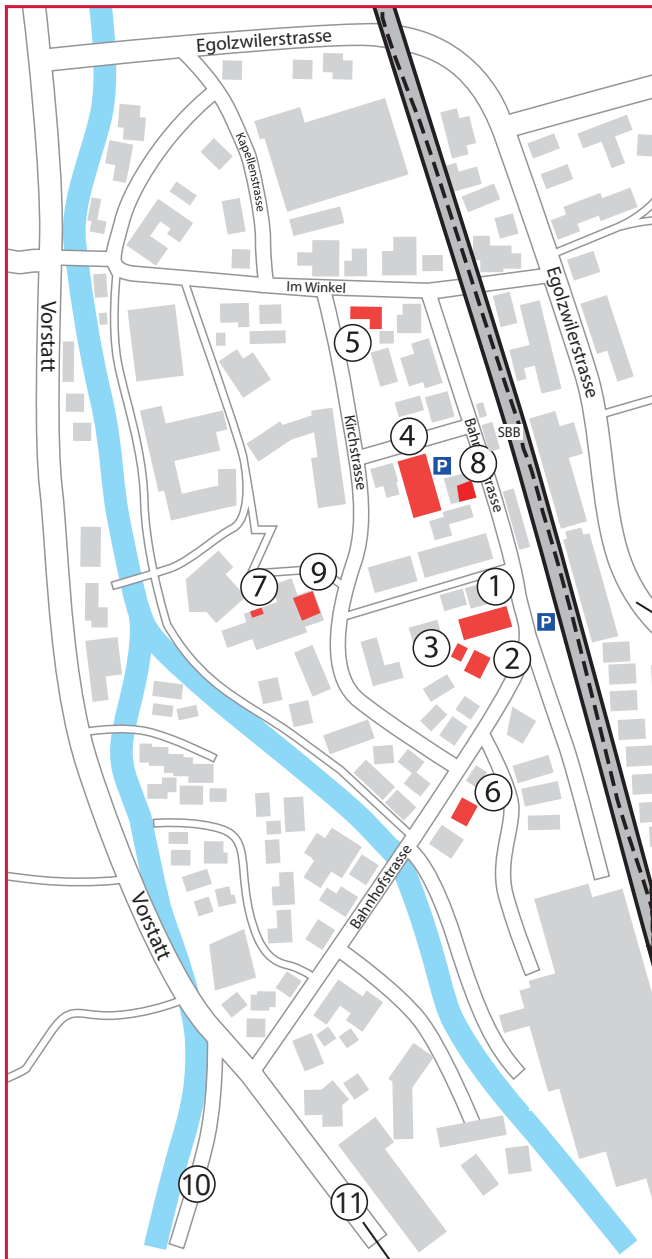 Egolzwilerstrasse
Kapellenstrasse
Im Winkel
Egolzwilerstrasse
Vorstatt
5
Kirchstrasse
4
SBB
P
8
7
9
1
P
3
2
6
Bahnhofstrasse
Vorstatt
10
11